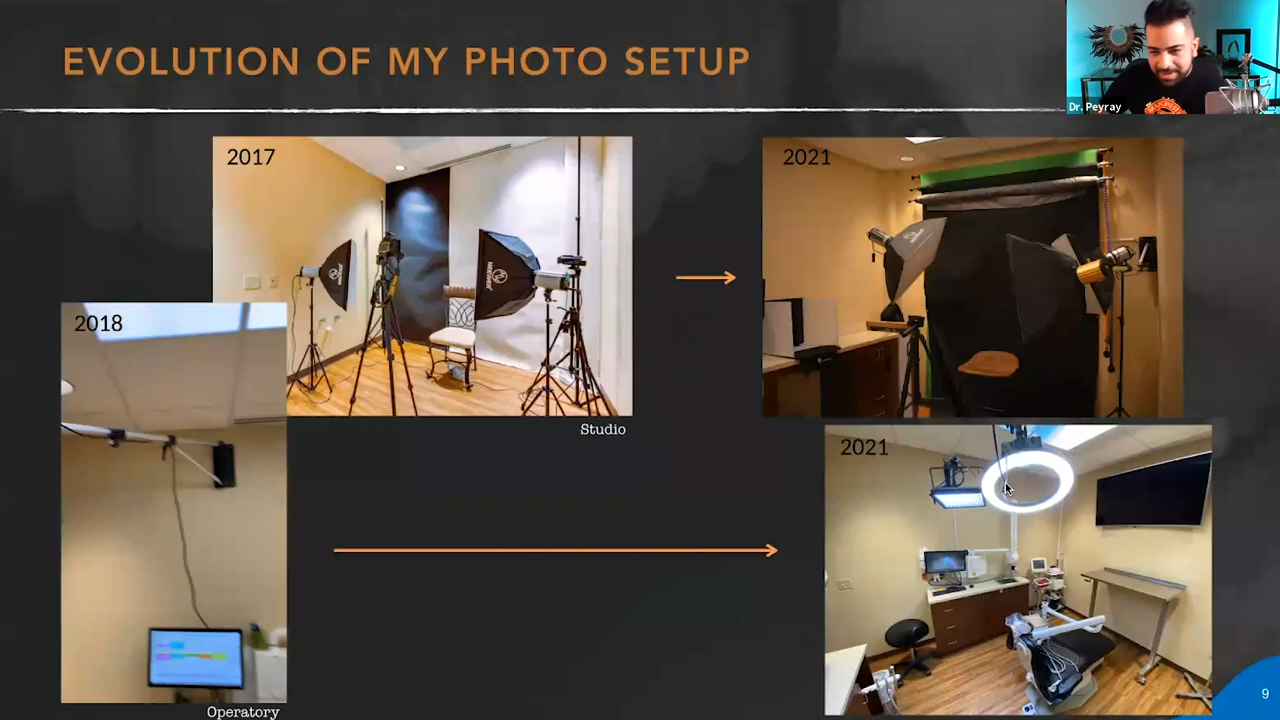 EVOLUTION OF MY PHOTO SETUP
Dr. Peyray
2017
2021
2018
Studio
2021
Operatory
9